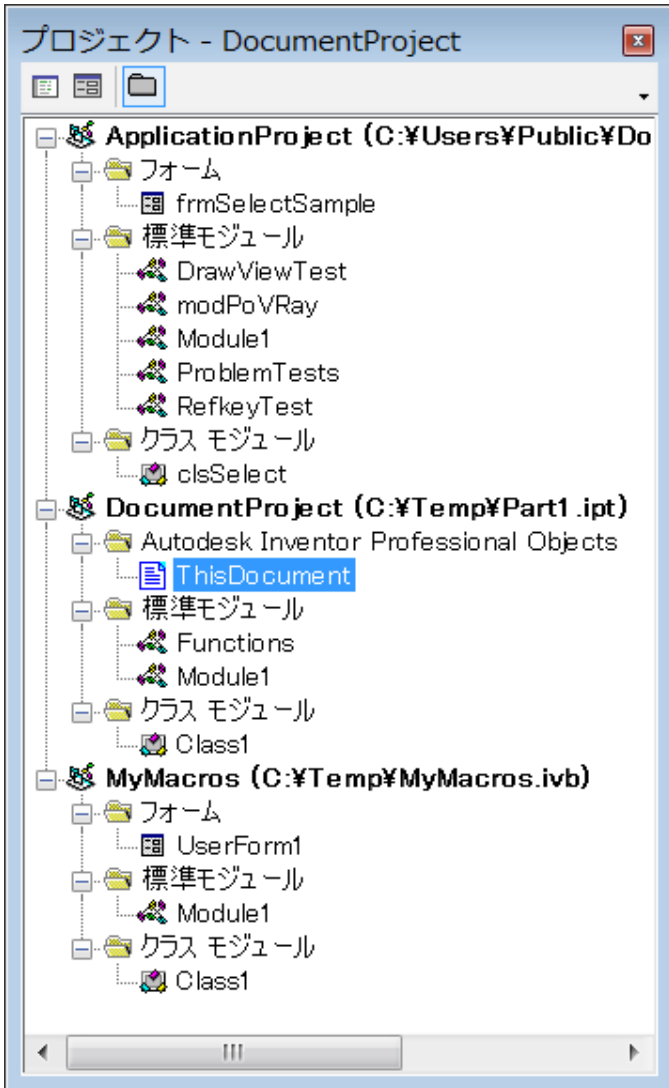 プロジェクト - DocumentProject
ApplicationProject (C:¥Users¥Public¥Do
フォーム
frmSelectSample
標準モジュール
DrawViewTest
modPoVRay
Module1
ProblemTests
RefkeyTest
クラス モジュール
clsSelect
DocumentProject (C:¥Temp¥Part1.ipt)
Autodesk Inventor Professional Objects
ThisDocument
標準モジュール
Functions
Module1
クラス モジュール
Class1
MyMacros (C:¥Temp¥MyMacros.ivb)
フォーム
UserForm1
標準モジュール
Module1
クラス モジュール
Class1